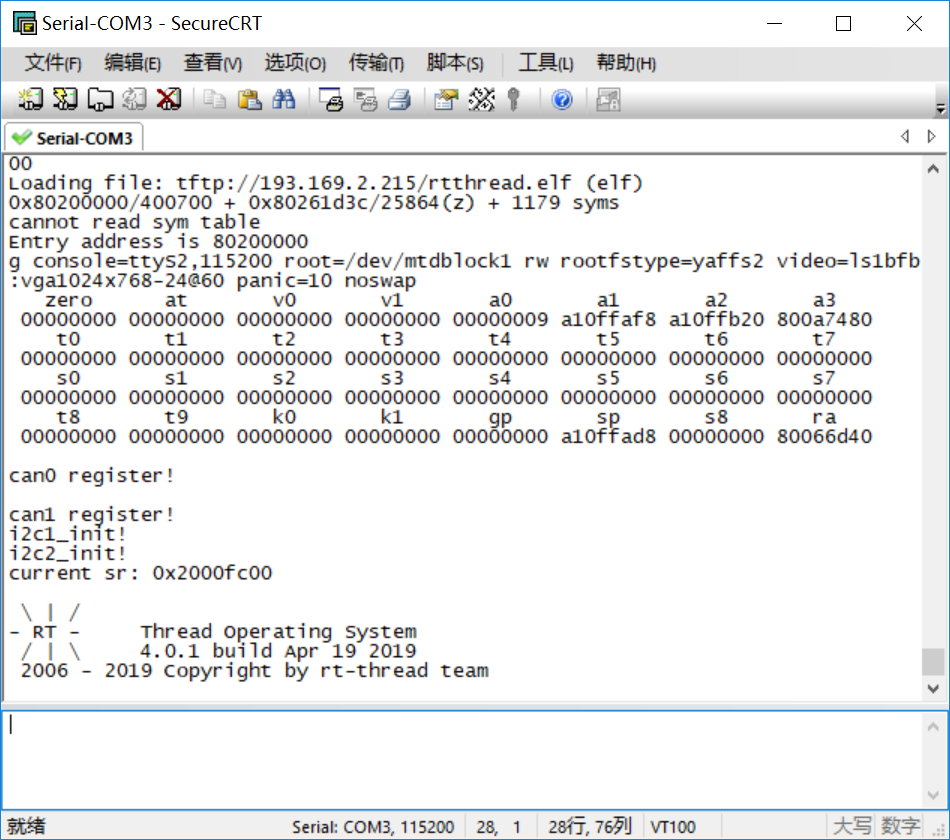 Serial-COM3 - SecureCRT
文件(F) 编辑(E) 查看(V) 选项(O) 传输(T) 脚本(S) 工具(L) 帮助(H)
Serial-COM3
00
Loading file: tftp://193.169.2.215/rtthread.elf (elf)
0x80200000/400700 + 0x80261d3c/25864(z) + 1179 syms
cannot read sym table
Entry address is 80200000
g console=ttyS2,115200 root=/dev/mtdblock1 rw rootfstype=yaffs2 video=ls1bfb
:vga1024x768-24@60 panic=10 noswap
zero at v0 v1 a0 a1 a2 a3
00000000 00000000 00000000 00000000 00000009 a10ffaf8 a10ffb20 800a7480
t0 t1 t2 t3 t4 t5 t6 t7
00000000 00000000 00000000 00000000 00000000 00000000 00000000 00000000
s0 s1 s2 s3 s4 s5 s6 s7
00000000 00000000 00000000 00000000 00000000 00000000 00000000 00000000
t8 t9 k0 k1 gp sp s8 ra
00000000 00000000 00000000 00000000 00000000 a10ffad8 00000000 80066d40
can0 register!
can1 register!
i2c1_init!
i2c2_init!
current sr: 0x2000fc00
\ | /
- RT - Thread Operating System
/ | \ 4.0.1 build Apr 19 2019
2006 - 2019 Copyright by rt-thread team
就绪 Serial: COM3, 115200 28, 1 28行, 76列 VT100 大写 数字